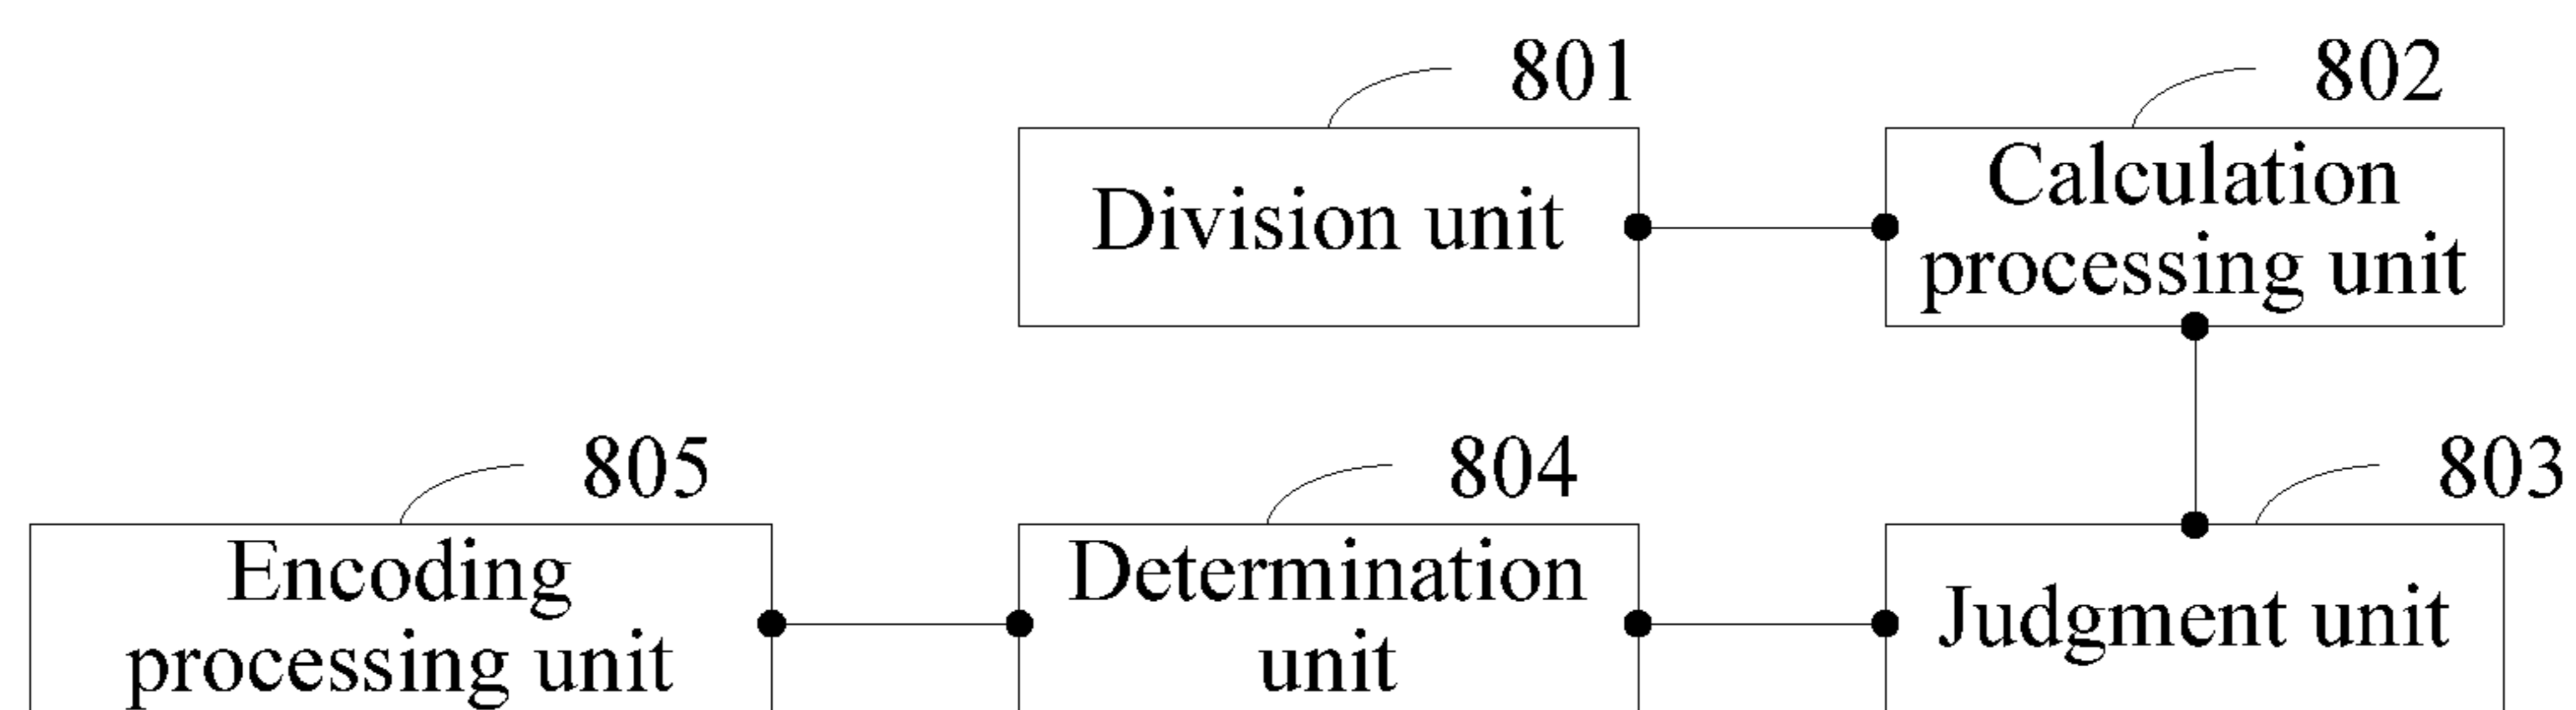 801
802
Division unit
Calculation
processing unit
805
804
803
Encoding
processing unit
Determination
unit
Judgment unit